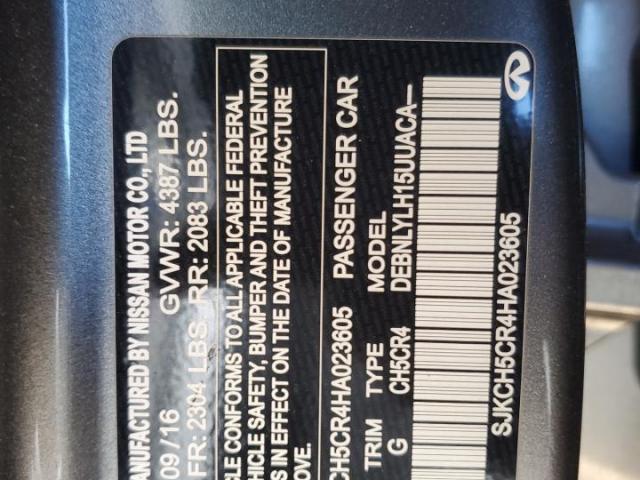 MANUFACTURED BY NISSAN MOTOR CO., LTD
09/16 GVWR: 4387 LBS.
FR: 2304 LBS. RR: 2083 LBS.
CLE CONFORMS TO ALL APPLICABLE FEDERAL
HICLE SAFETY, BUMPER AND THEFT PREVENTION
S IN EFFECT ON THE DATE OF MANUFACTURE
OVE.
CH5CR4HA023605 PASSENGER CAR
TRIM TYPE MODEL
G CH5CR4 DEBNLYLH15UUACA—
SJKCH5CR4HA023605